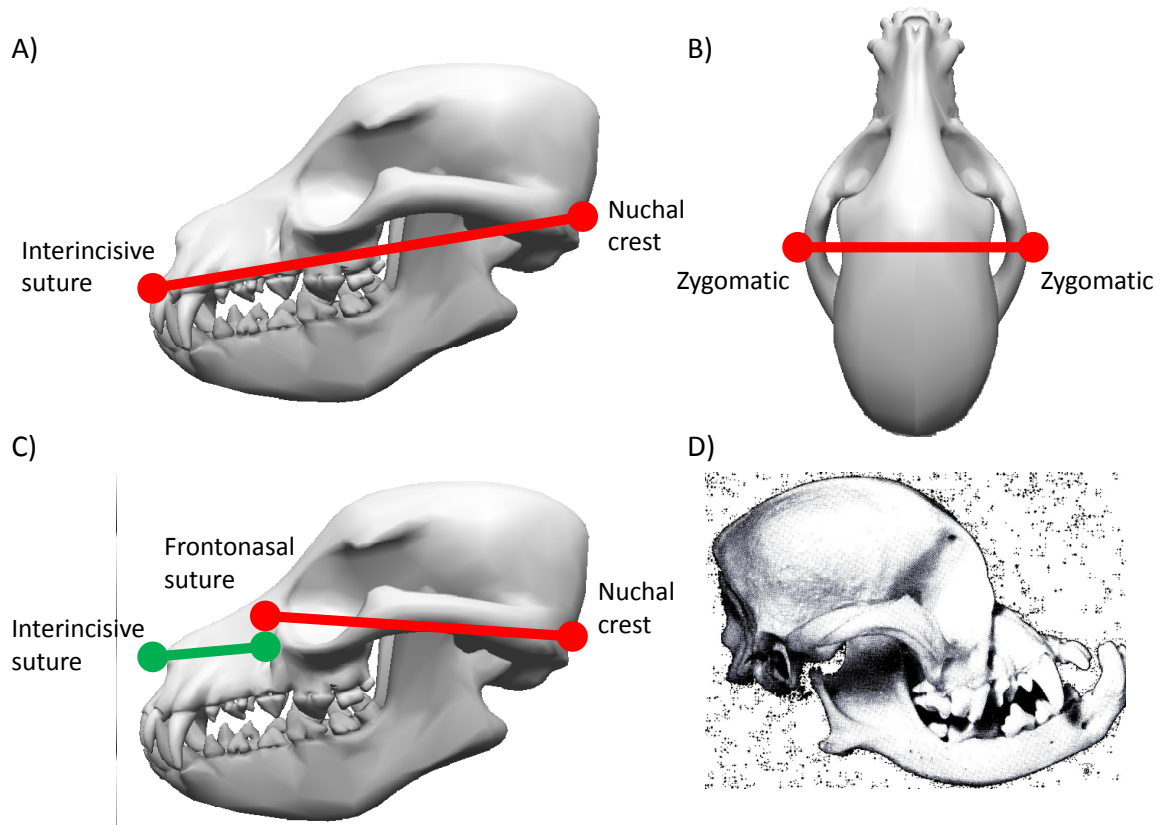 A)
B)
Nuchal
crest
Interincisive
suture
Zygomatic
Zygomatic
C)
D)
Frontonasal
suture
Nuchal
crest
Interincisive
suture